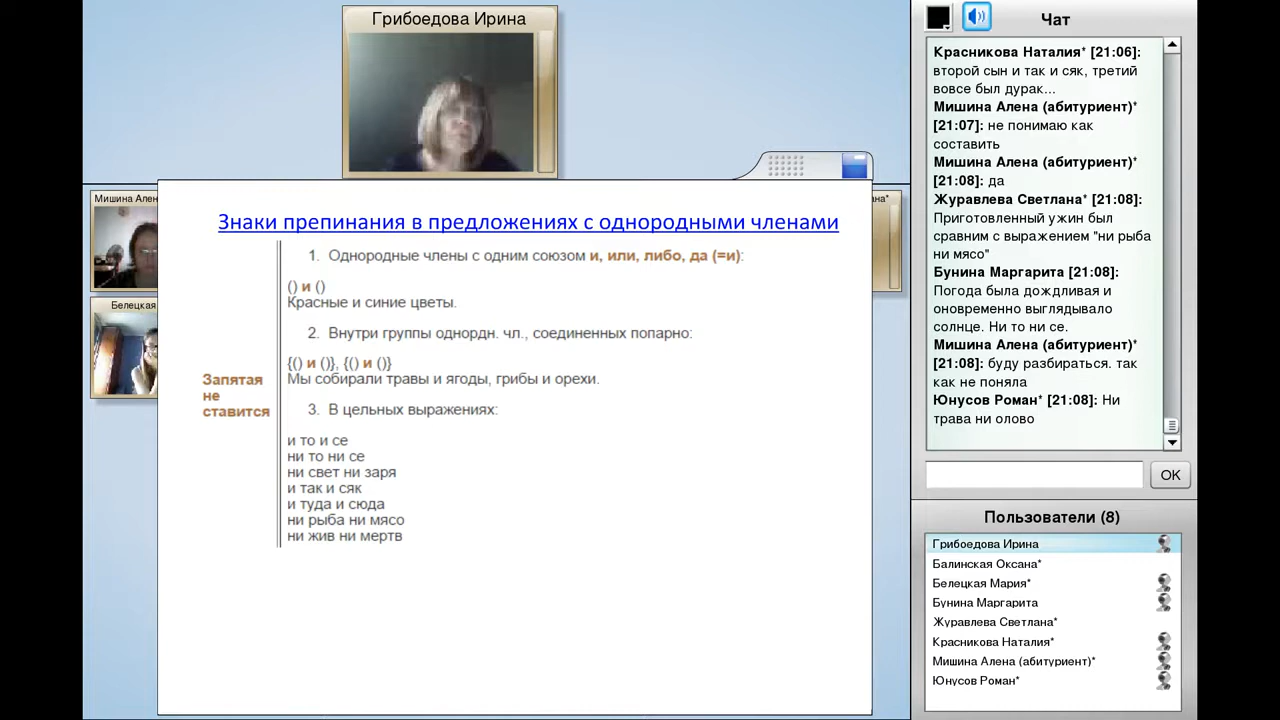 Грибоедова Ирина
Мишина Ален
ана*
Белецкая
Знаки препинания в предложениях с однородными членами
1. Однородные члены с одним союзом и, или, либо, да (=и):
() и ()
Красные и синие цветы.
2. Внутри группы однордн. чл., соединенных попарно:
{() и ()}, {() и ()}
Мы собирали травы и ягоды, грибы и орехи.
Запятая
не
ставится
3. В цельных выражениях:
и то и се
ни то ни се
ни свет ни заря
и так и сяк
и туда и сюда
ни рыба ни мясо
ни жив ни мертв
Чат
Красникова Наталия* [21:06]:
второй сын и так и сяк, третий
вовсе был дурак...
Мишина Алена (абитуриент)*
[21:07]: не понимаю как
составить
Мишина Алена (абитуриент)*
[21:08]: да
Журавлева Светлана* [21:08]:
Приготовленный ужин был
сравним с выражением "ни рыба
ни мясо"
Бунина Маргарита [21:08]:
Погода была дождливая и
оновременно выглядывало
солнце. Ни то ни се.
Мишина Алена (абитуриент)*
[21:08]: буду разбираться. так
как не поняла
Юнусов Роман* [21:08]: Ни
трава ни олово
OK
Пользователи (8)
Грибоедова Ирина
Балинская Оксана*
Белецкая Мария*
Бунина Маргарита
Журавлева Светлана*
Красникова Наталия*
Мишина Алена (абитуриент)*
Юнусов Роман*